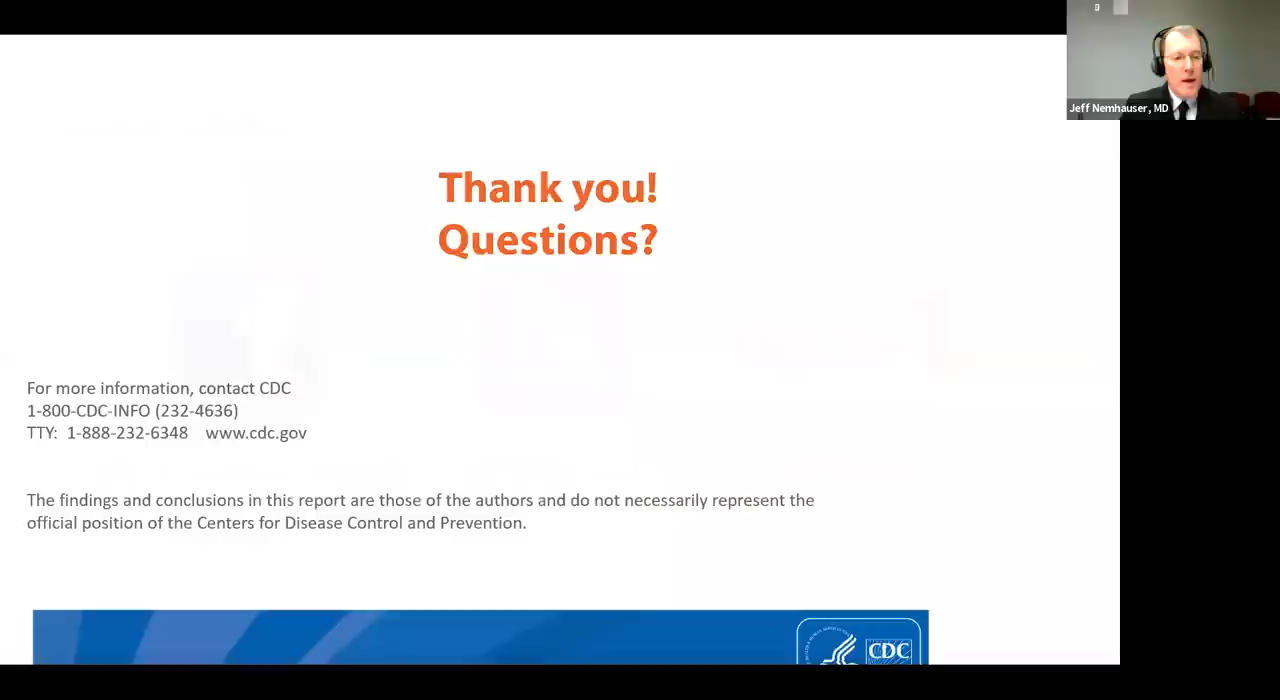 Jeff Nemhauser, MD
Thank you!
Questions?
For more information, contact CDC
1-800-CDC-INFO (232-4636)
TTY: 1-888-232-6348 www.cdc.gov
The findings and conclusions in this report are those of the authors and do not necessarily represent the
official position of the Centers for Disease Control and Prevention.
CDC